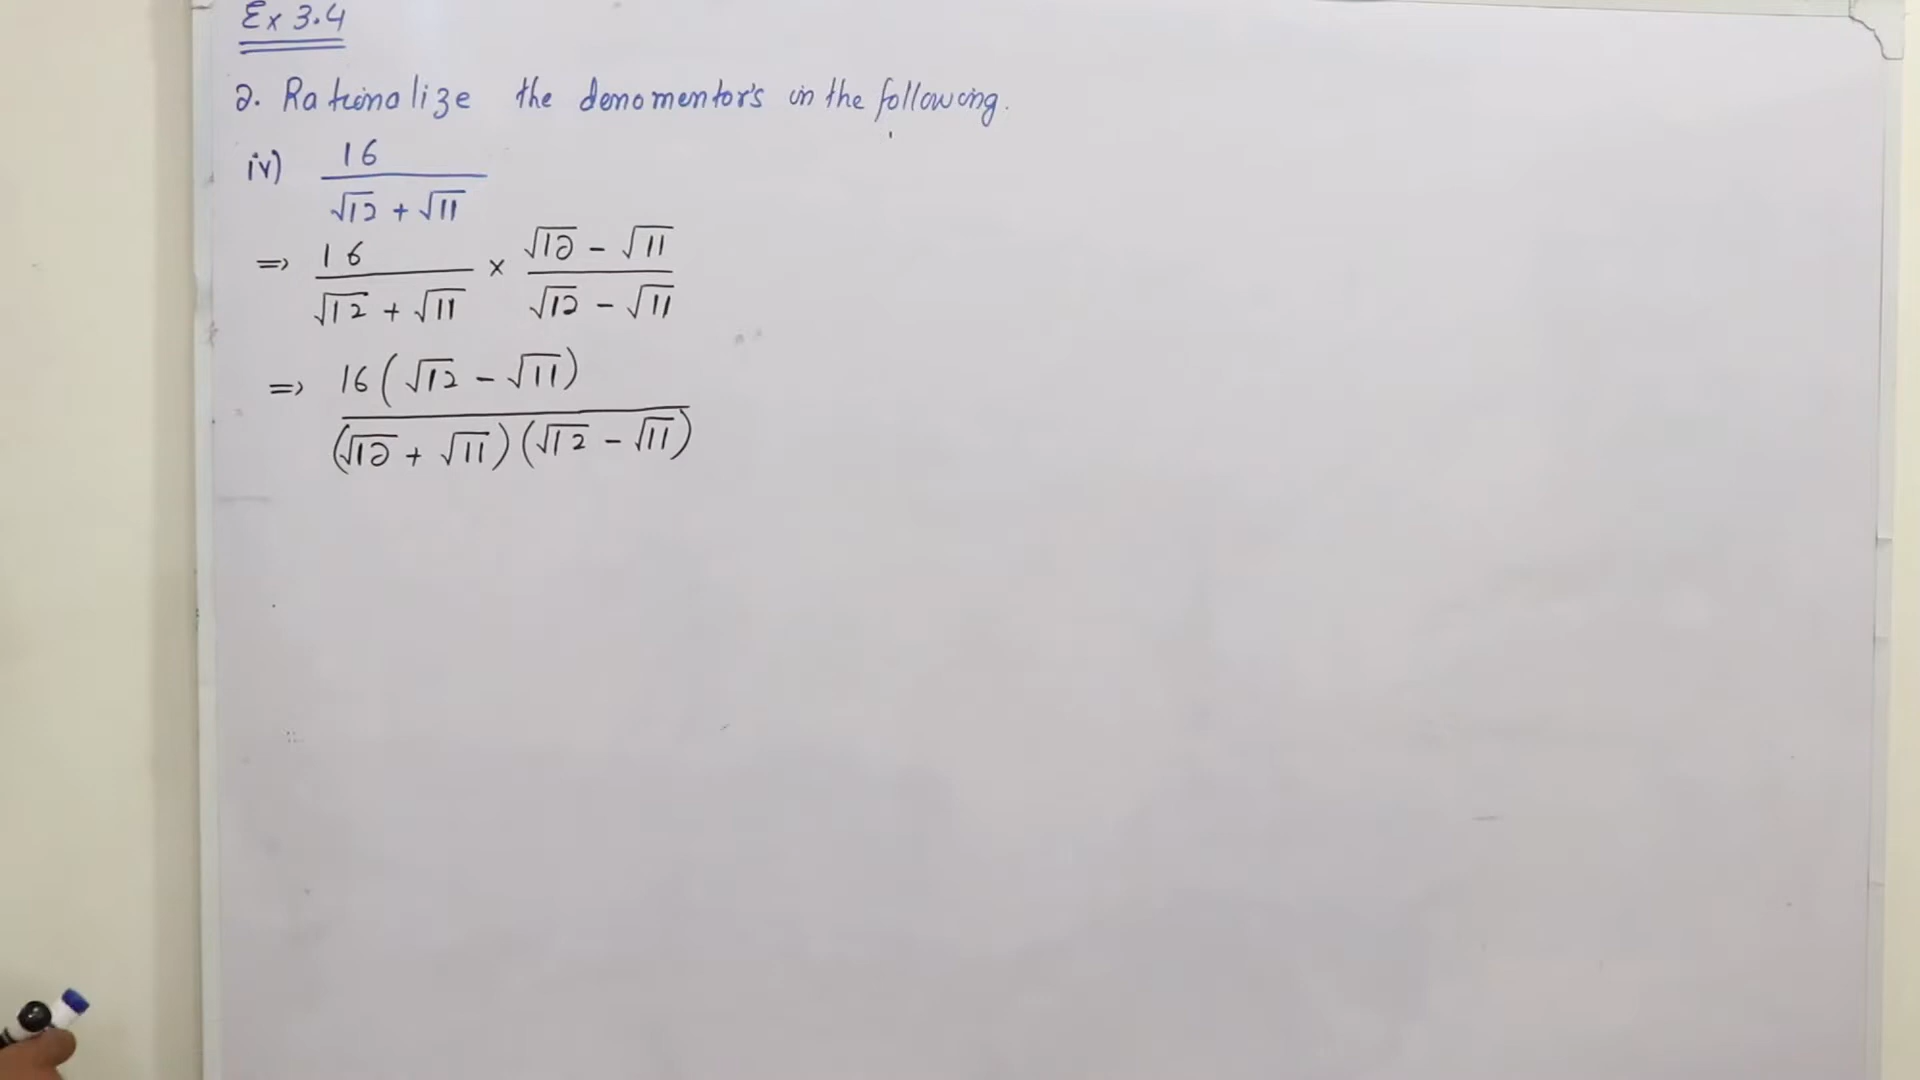 Ex 3.4
2. Rationalize the denomentor's in the following.
iv) 16 / √12 + √11
=> 16 / √12 + √11 × √12 - √11 / √12 - √11
=> 16(√12 - √11) / (√12 + √11)(√12 - √11)